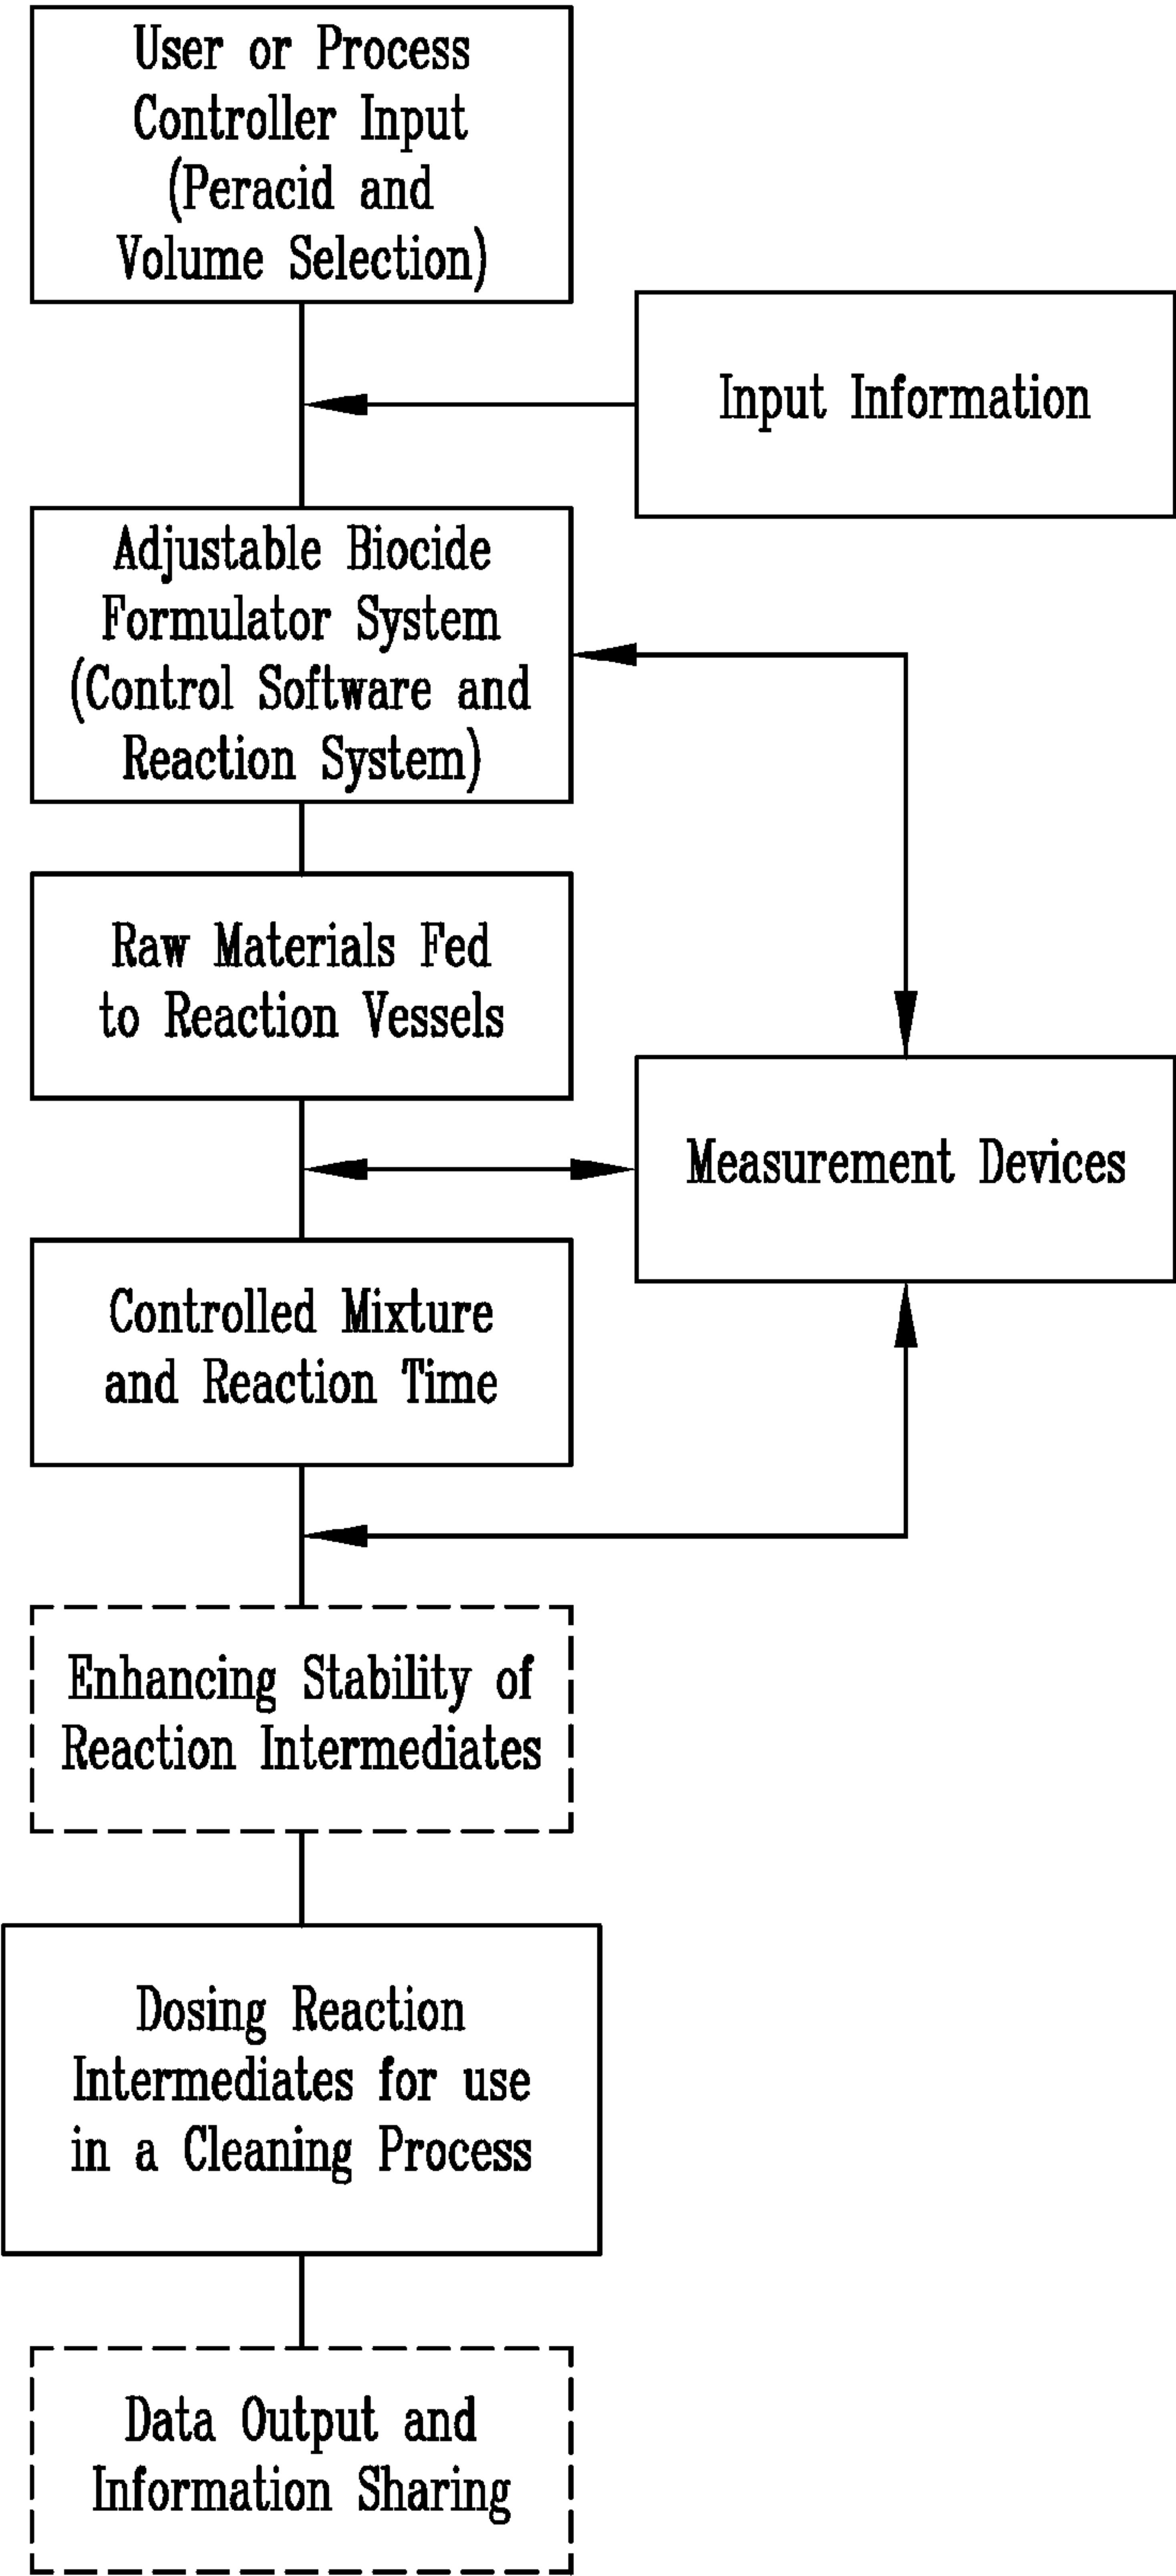 User or Process
Controller Input
(Peracid and
Volume Selection)
Input Information
Adjustable Biocide
Formulator System
(Control Software and
Reaction System)
Raw Materials Fed
to Reaction Vessels
Measurement Devices
Controlled Mixture
and Reaction Time
Enhancing Stability of
Reaction Intermediates
Dosing Reaction
Intermediates for use
in a Cleaning Process
Data Output and
Information Sharing